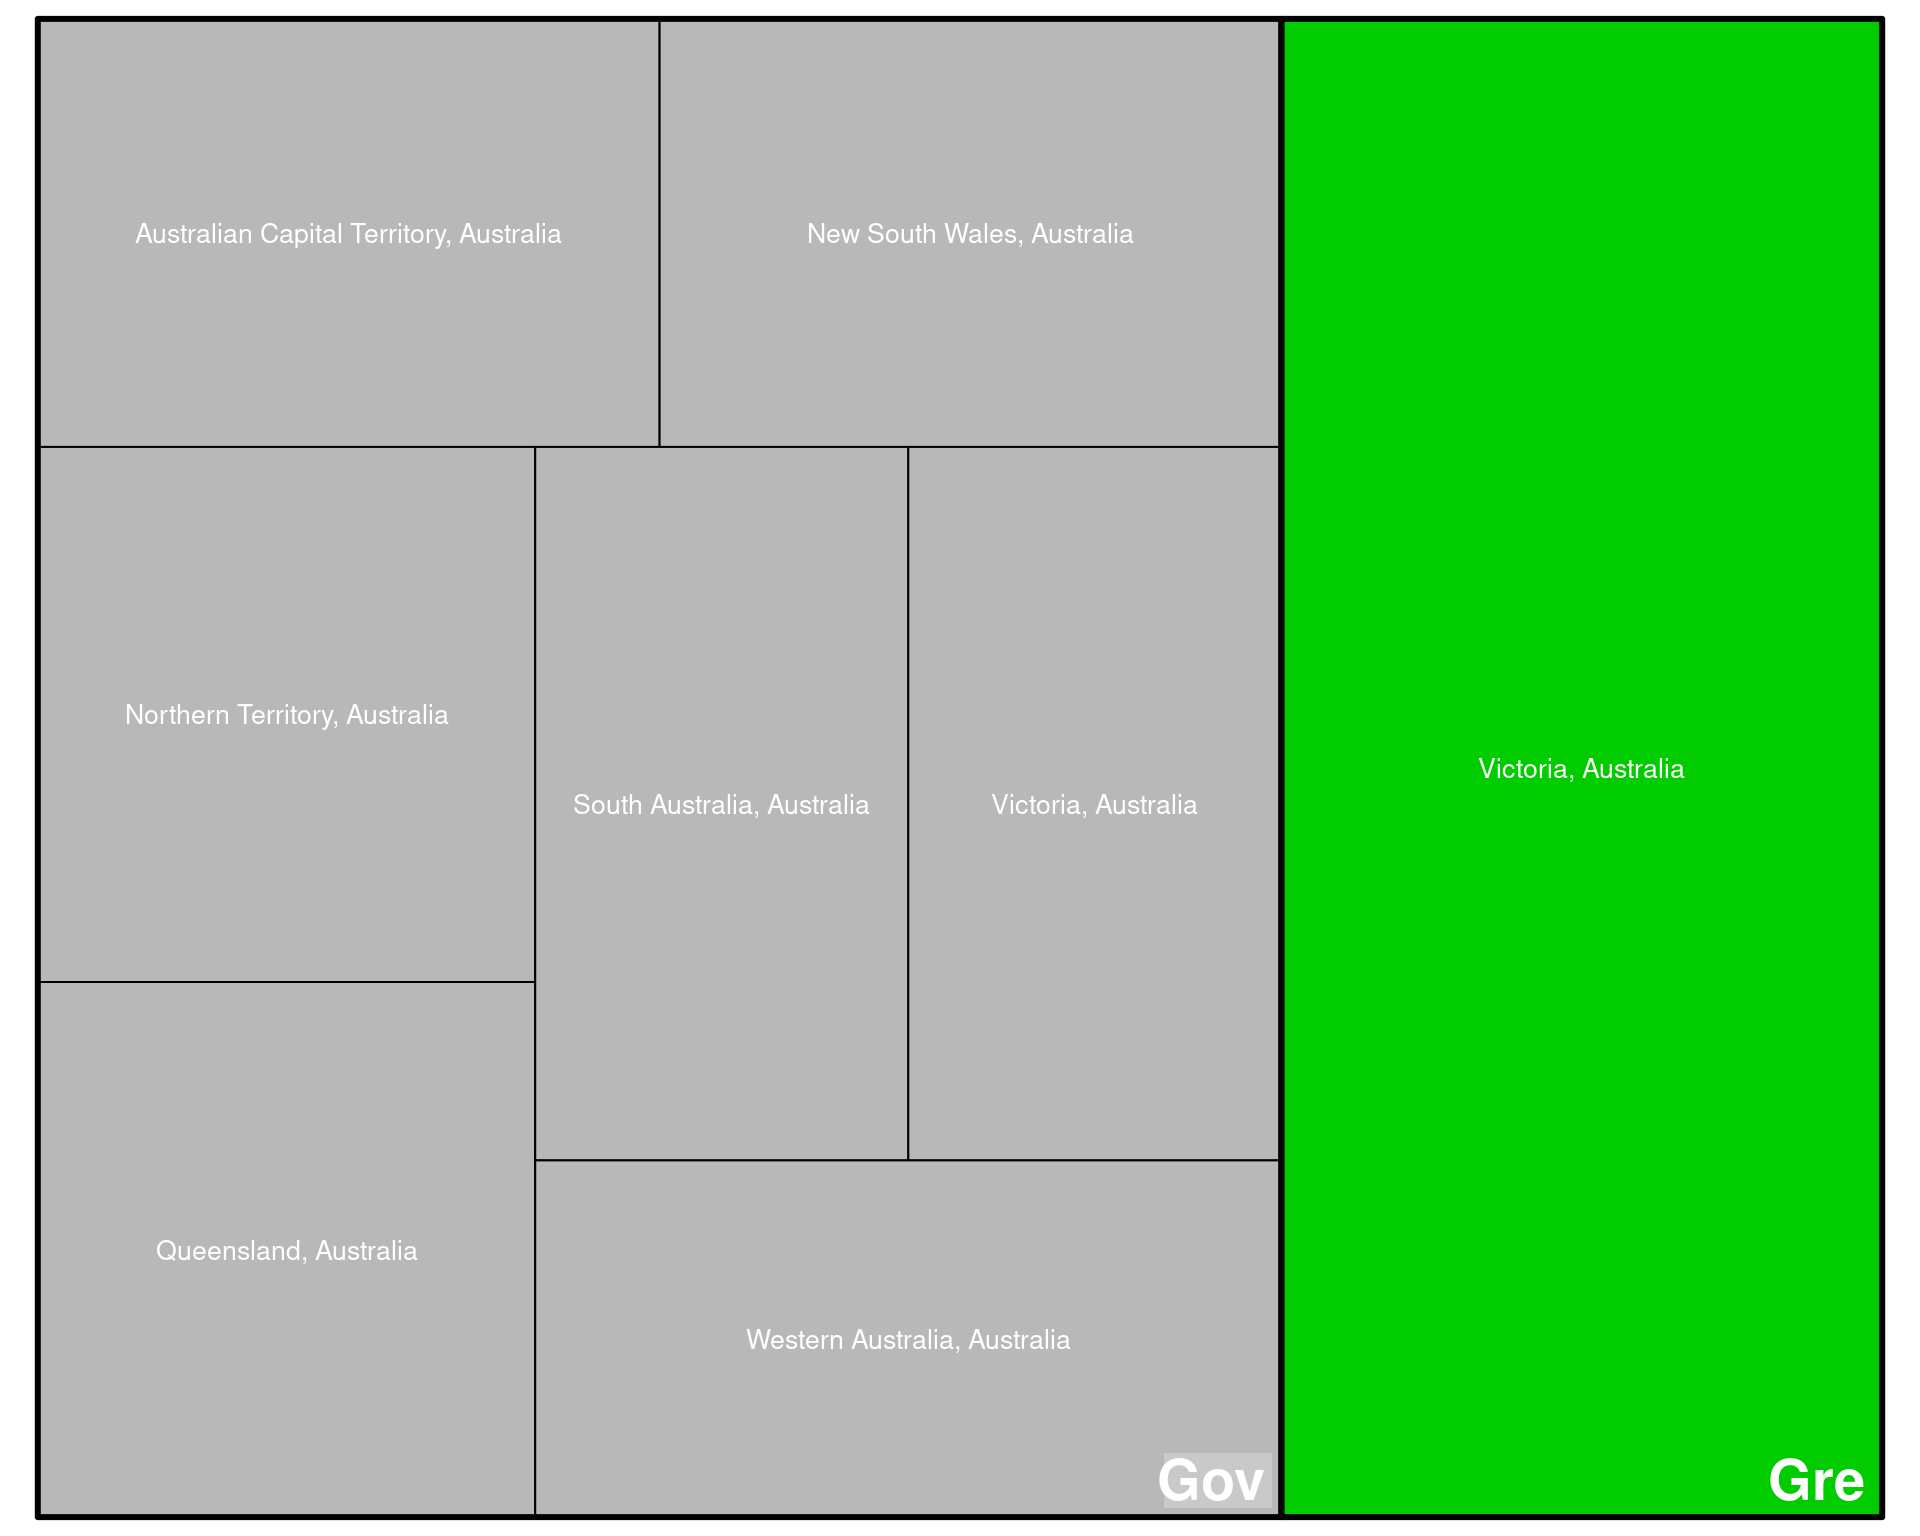 Australian Capital Territory, Australia
New South Wales, Australia
Northern Territory, Australia
South Australia, Australia
Victoria, Australia
Victoria, Australia
Queensland, Australia
Western Australia, Australia
Gov
Gre